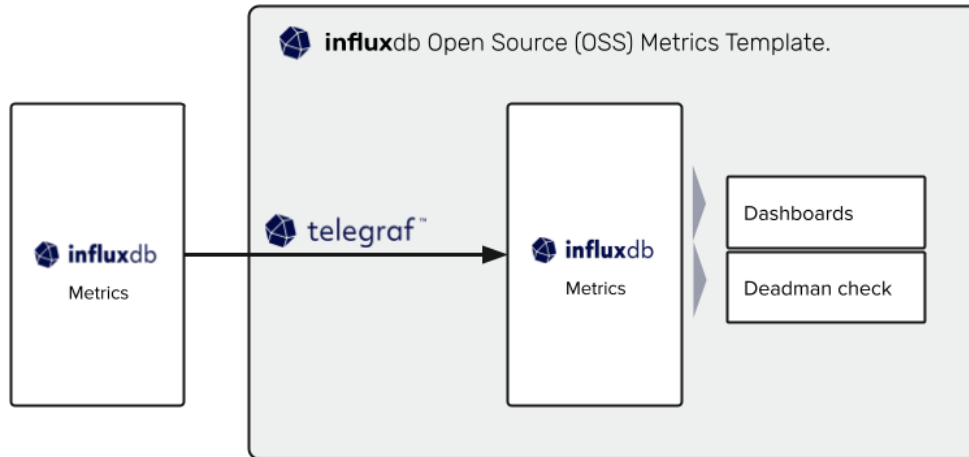 influxdb Open Source (OSS) Metrics Template.
influxdb
Metrics
telegraf™
influxdb
Metrics
Dashboards
Deadman check